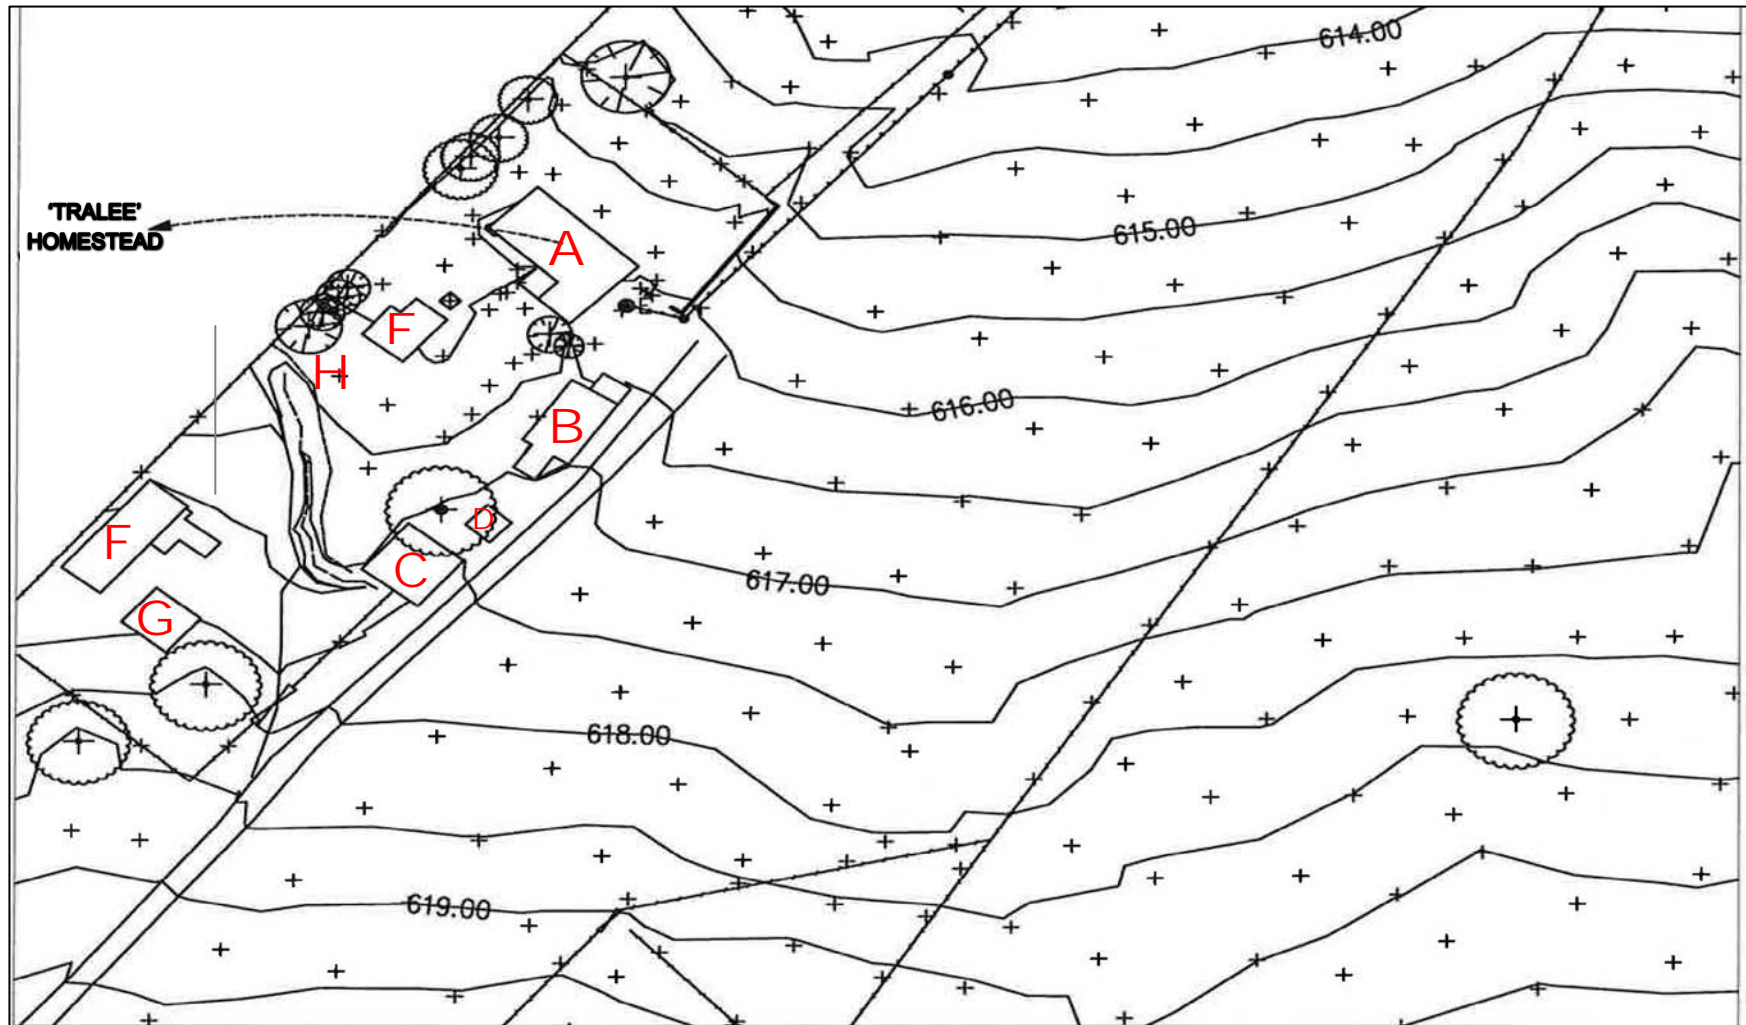 614.00
'TRALEE'
HOMESTEAD
A
615.00
F
H
616.00
B
D
F
C
617.00
G
618.00
619.00